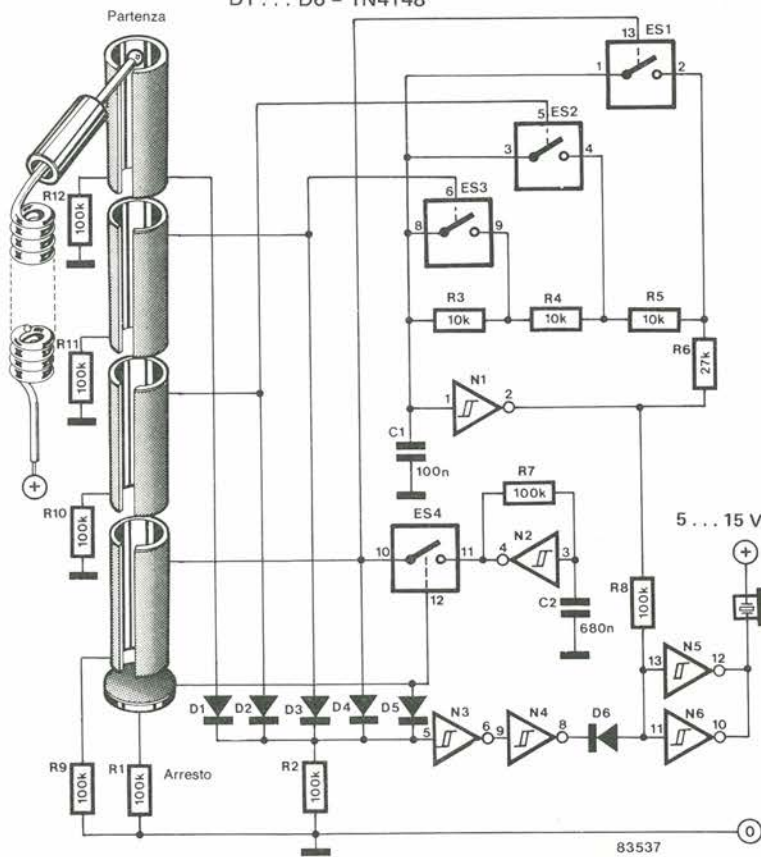 D1 . . . D6 = 1N4148
Partenza
13
ES1
1
2
5
ES2
3
4
6
ES3
8
9
R12
100k
R3
10k
R4
10k
R5
10k
R6
27k
R11
100k
1
N1
2
C1
100n
R7
100k
5 . . . 15 V
+
R10
100k
ES4
10
11
12
4
N2
3
C2
680n
R8
100k
13
N5
12
+
D1
D2
D3
D4
D5
5
N3
6
9
N4
8
D6
11
N6
10
R9
100k
R1
100k
Arresto
R2
100k
0
83537